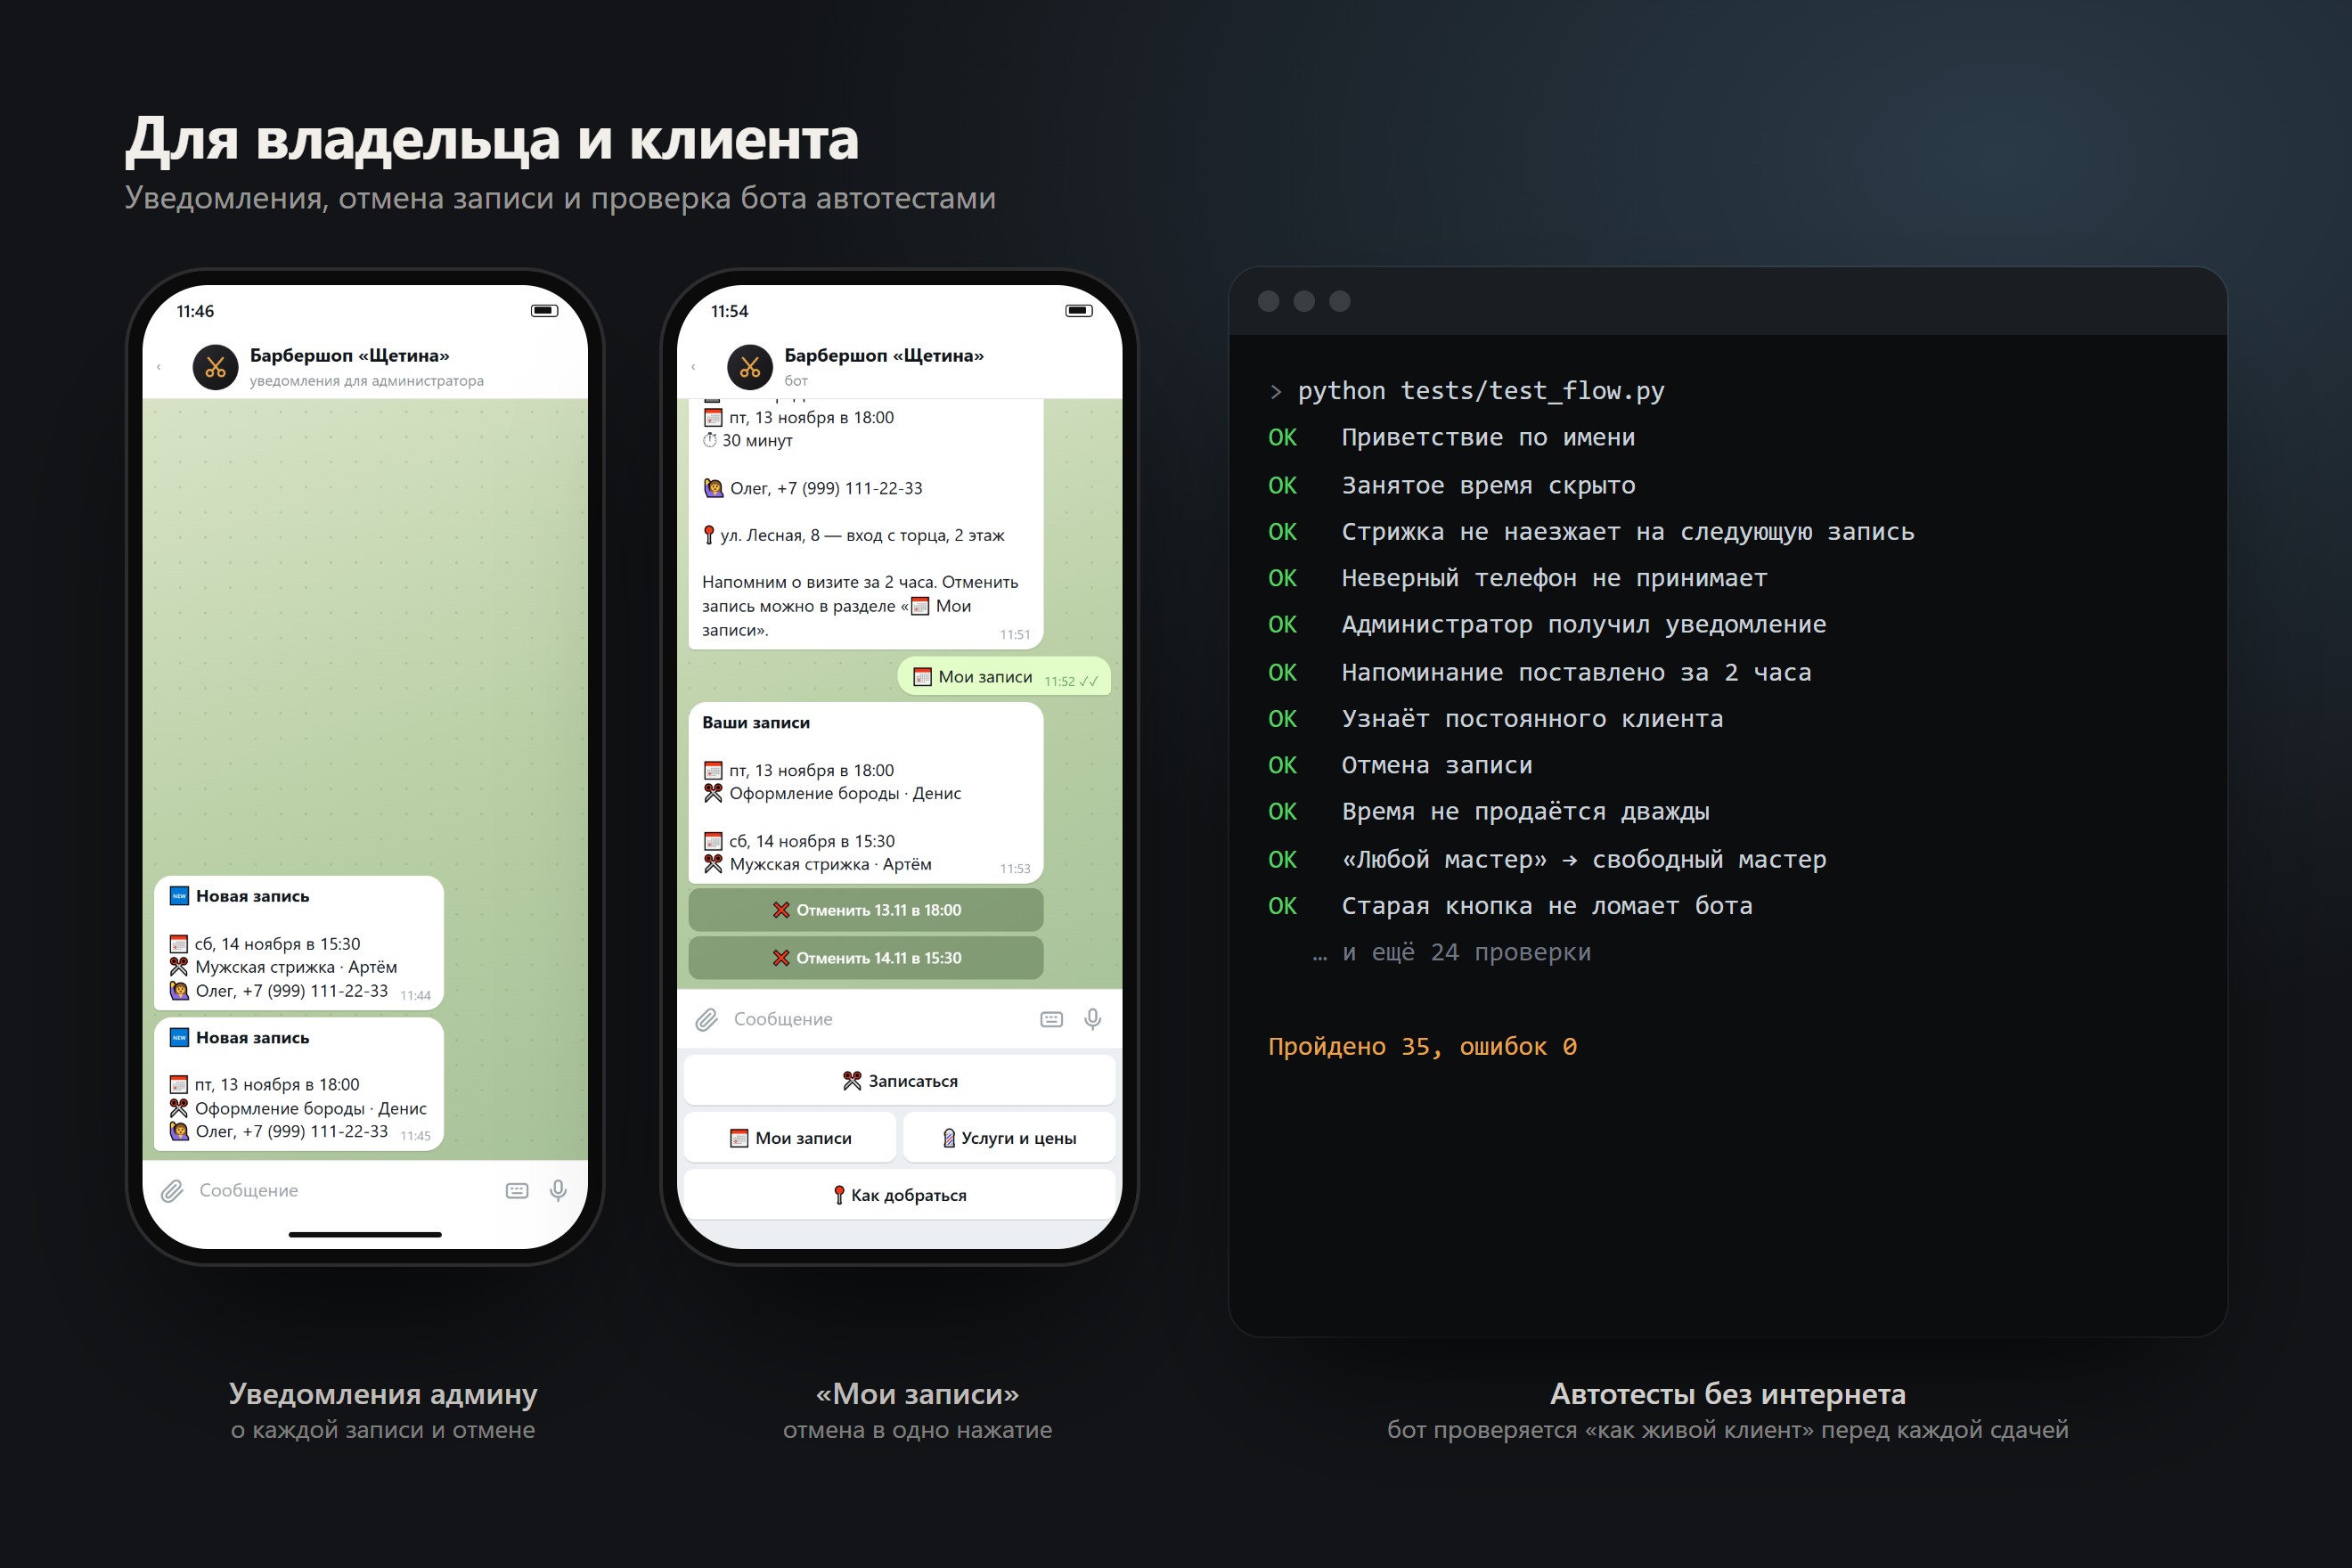 Для владельца и клиента
Уведомления, отмена записи и проверка бота автотестами
11:46
Барбершоп «Щетина»
уведомления для администратора
NEW Новая запись
сб, 14 ноября в 15:30
Мужская стрижка · Артём
Олег, +7 (999) 111-22-33 11:44
NEW Новая запись
пт, 13 ноября в 18:00
Оформление бороды · Денис
Олег, +7 (999) 111-22-33 11:45
Сообщение
11:54
Барбершоп «Щетина»
бот
пт, 13 ноября в 18:00
30 минут
Олег, +7 (999) 111-22-33
ул. Лесная, 8 — вход с торца, 2 этаж
Напомним о визите за 2 часа. Отменить
запись можно в разделе « Мои
записи». 11:51
Мои записи 11:52
Ваши записи
пт, 13 ноября в 18:00
Оформление бороды · Денис
сб, 14 ноября в 15:30
Мужская стрижка · Артём 11:53
Отменить 13.11 в 18:00
Отменить 14.11 в 15:30
Сообщение
Записаться
Мои записи
Услуги и цены
Как добраться
> python tests/test_flow.py
OK Приветствие по имени
OK Занятое время скрыто
OK Стрижка не наезжает на следующую запись
OK Неверный телефон не принимает
OK Администратор получил уведомление
OK Напоминание поставлено за 2 часа
OK Узнаёт постоянного клиента
OK Отмена записи
OK Время не продаётся дважды
OK «Любой мастер» → свободный мастер
OK Старая кнопка не ломает бота
… и ещё 24 проверки
Пройдено 35, ошибок 0
Уведомления админу
о каждой записи и отмене
«Мои записи»
отмена в одно нажатие
Автотесты без интернета
бот проверяется «как живой клиент» перед каждой сдачей